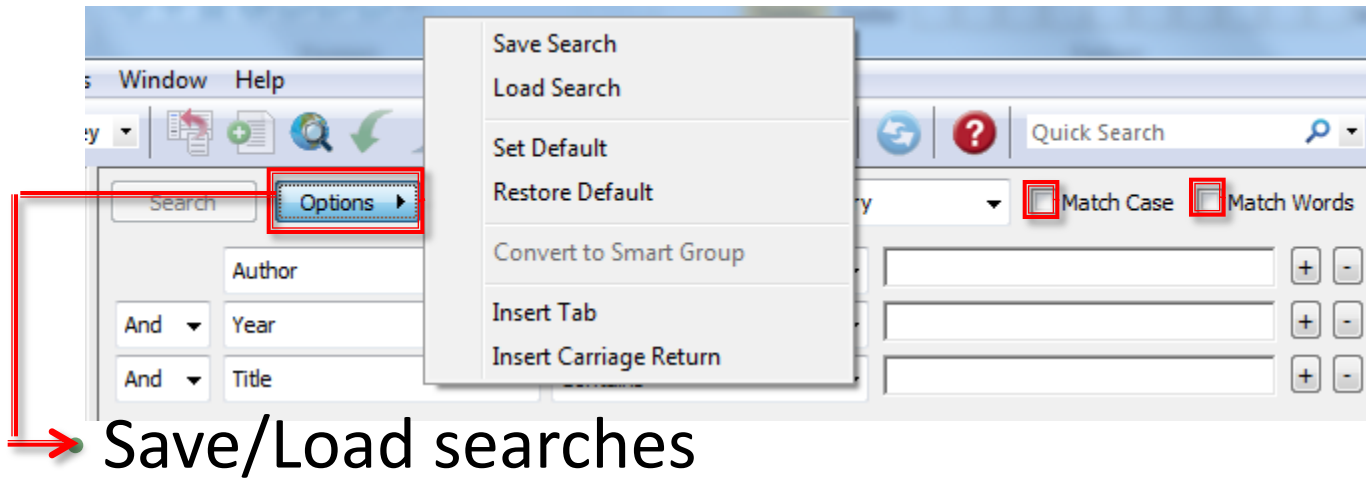 Save Search
Load Search
Set Default
Restore Default
Convert to Smart Group
Insert Tab
Insert Carriage Return
Window Help
Quick Search
Search Options Match Case Match Words
Author + -
And Year + -
And Title + -
• Save/Load searches